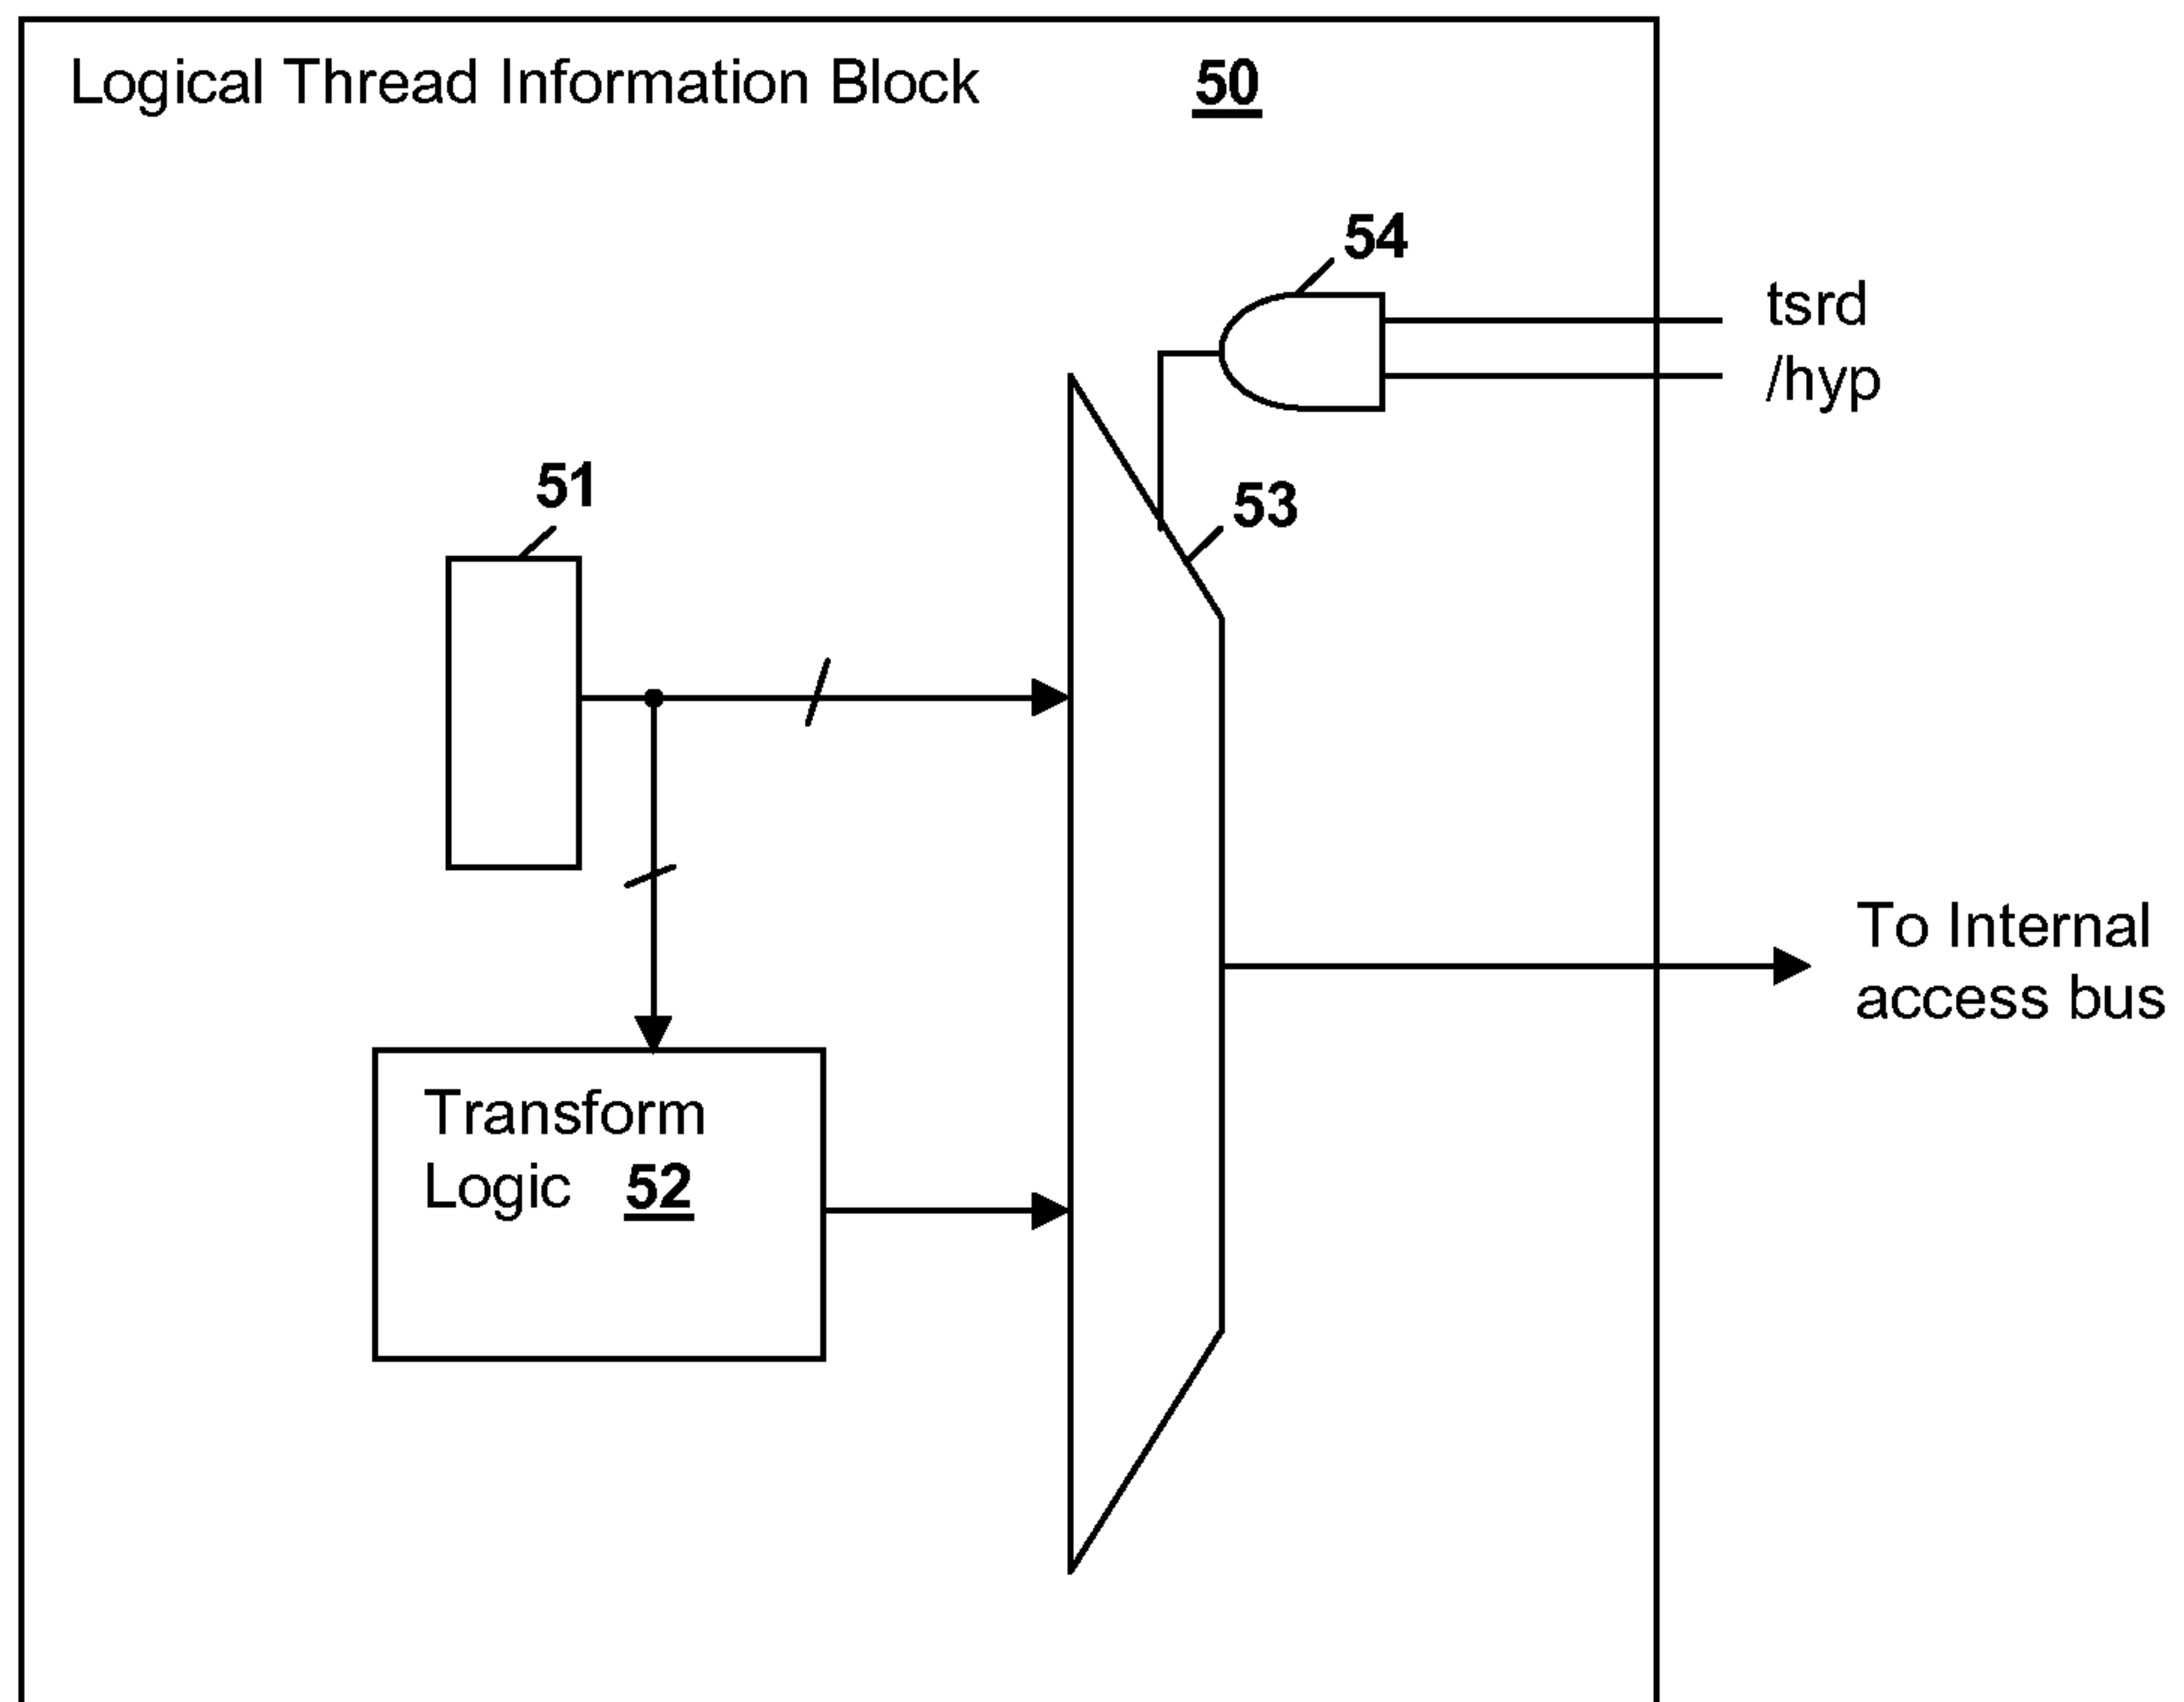 Logical Thread Information Block 50
54
tsrd
/hyp
51
53
To Internal
access bus
Transform
Logic 52